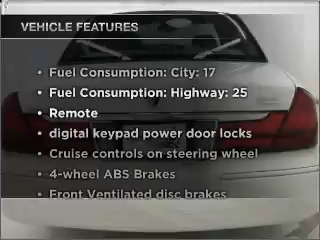 VEHICLE FEATURES
• Fuel Consumption: City: 17
• Fuel Consumption: Highway: 25
• Remote
• digital keypad power door locks
• Cruise controls on steering wheel
• 4-wheel ABS Brakes
• Front Ventilated disc brakes